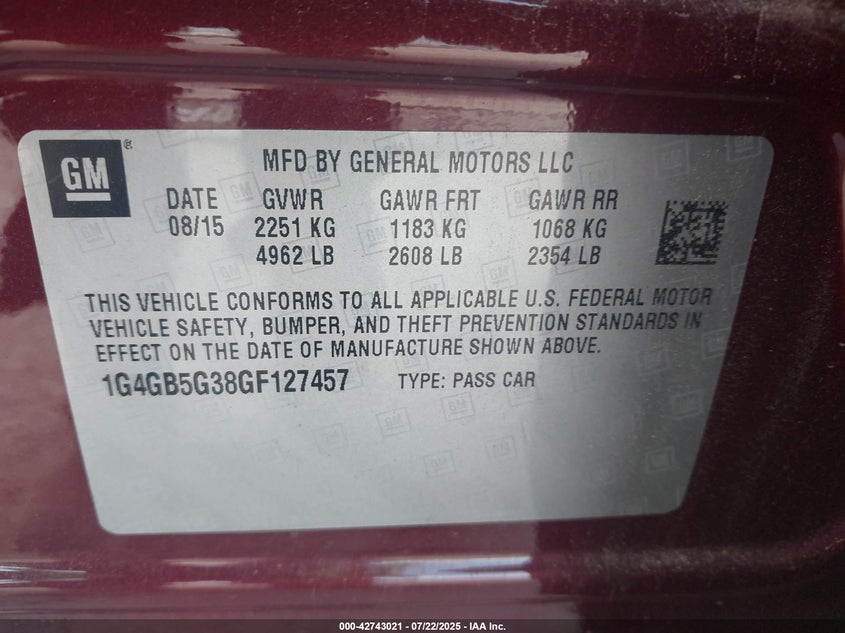 GM®
MFD BY GENERAL MOTORS LLC
DATE GVWR GAWR FRT GAWR RR
08/15 2251 KG 1183 KG 1068 KG
4962 LB 2608 LB 2354 LB
THIS VEHICLE CONFORMS TO ALL APPLICABLE U.S. FEDERAL MOTOR
VEHICLE SAFETY, BUMPER, AND THEFT PREVENTION STANDARDS IN
EFFECT ON THE DATE OF MANUFACTURE SHOWN ABOVE.
1G4GB5G38GF127457 TYPE: PASS CAR
000-42743021 - 07/22/2025 - IAA Inc.